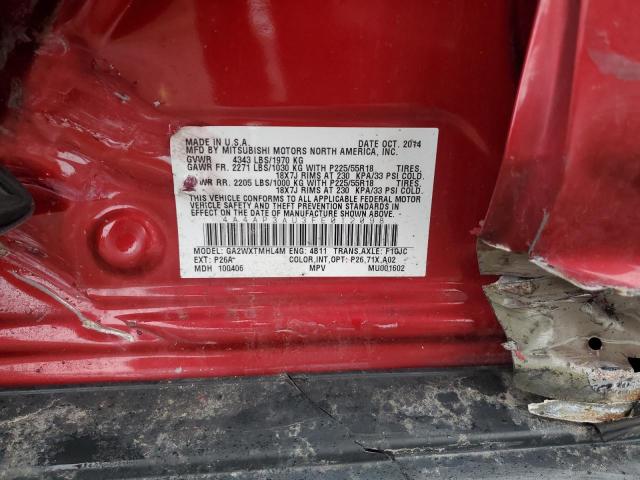 MADE IN U.S.A. DATE OCT. 2014
MFD BY MITSUBISHI MOTORS NORTH AMERICA, INC.
GVWR 4343 LBS/1970 KG
GAWR FR. 2271 LBS/1030 KG WITH P225/55R18 TIRES,
18X7J RIMS AT 230 KPA/33 PSI COLD.
GAWR RR. 2205 LBS/1000 KG WITH P225/55R18 TIRES,
18X7J RIMS AT 230 KPA/33 PSI COLD.
THIS VEHICLE CONFORMS TO ALL APPLICABLE FEDERAL MOTOR
VEHICLE SAFETY, BUMPER AND THEFT PREVENTION STANDARDS
IN EFFECT ON THE DATE OF MANUFACTURE SHOWN ABOVE.
4A4AP3AU3FE012098
MODEL: GA2WXTMHL4M ENG: 4B11 TRANS,AXLE: F1CJC
EXT: P26A COLOR,INT,OPT: P26,71X,A02
MDH 100406 MPV MU001602